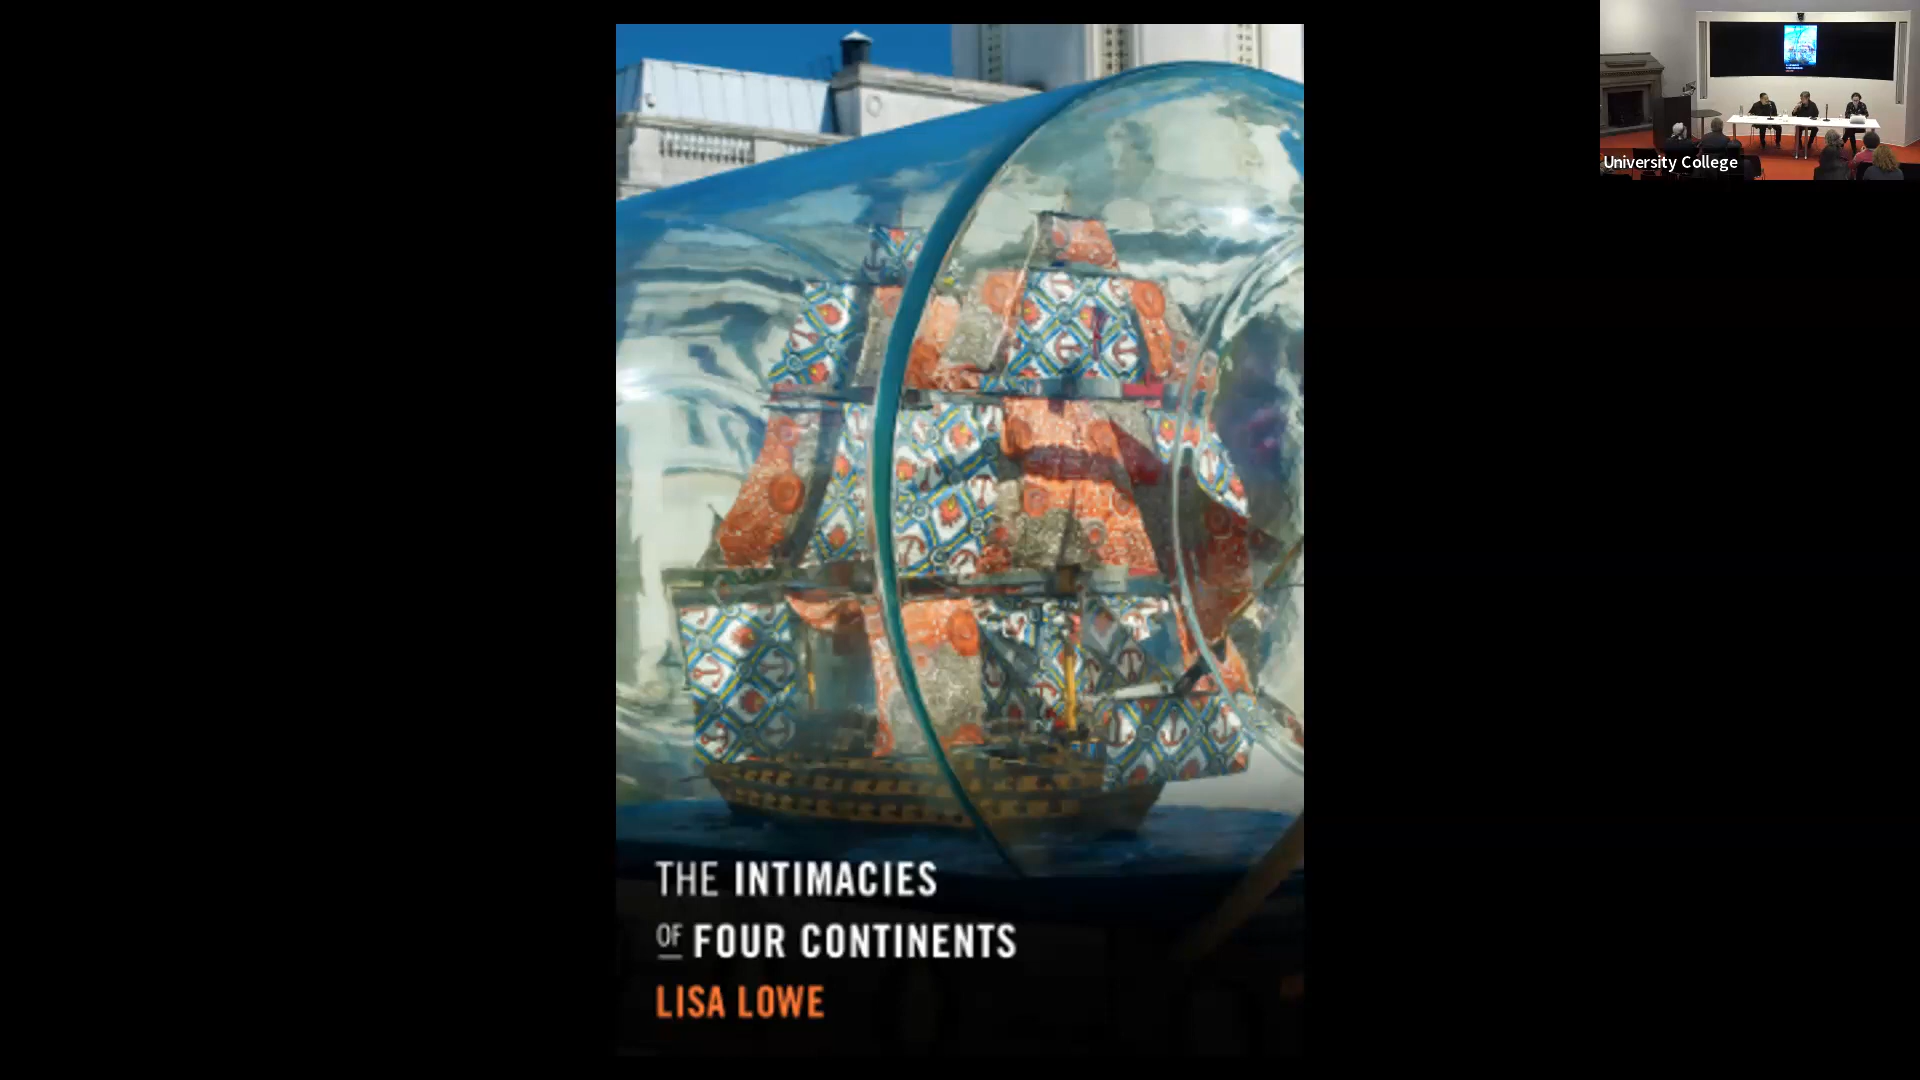 THE INTIMACIES
OF FOUR CONTINENTS
LISA LOWE
University College